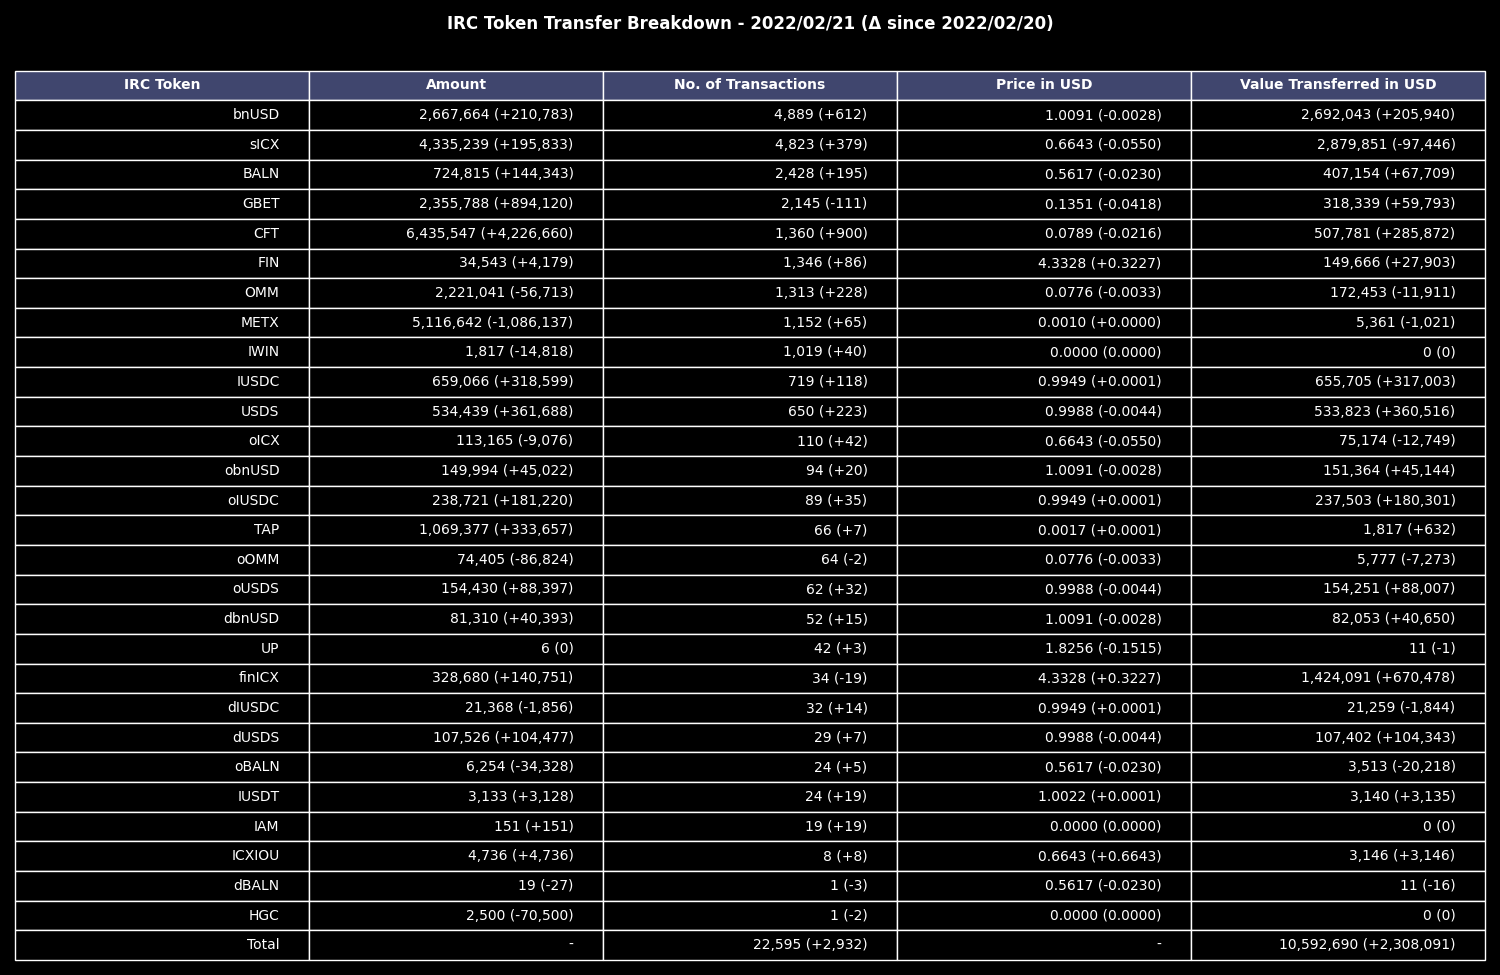 IRC Token Transfer Breakdown - 2022/02/21 (Δ since 2022/02/20)
IRC Token Amount No. of Transactions Price in USD Value Transferred in USD
bnUSD 2,667,664 (+210,783) 4,889 (+612) 1.0091 (-0.0028) 2,692,043 (+205,940)
sICX 4,335,239 (+195,833) 4,823 (+379) 0.6643 (-0.0550) 2,879,851 (-97,446)
BALN 724,815 (+144,343) 2,428 (+195) 0.5617 (-0.0230) 407,154 (+67,709)
GBET 2,355,788 (+894,120) 2,145 (-111) 0.1351 (-0.0418) 318,339 (+59,793)
CFT 6,435,547 (+4,226,660) 1,360 (+900) 0.0789 (-0.0216) 507,781 (+285,872)
FIN 34,543 (+4,179) 1,346 (+86) 4.3328 (+0.3227) 149,666 (+27,903)
OMM 2,221,041 (-56,713) 1,313 (+228) 0.0776 (-0.0033) 172,453 (-11,911)
METX 5,116,642 (-1,086,137) 1,152 (+65) 0.0010 (+0.0000) 5,361 (-1,021)
IWIN 1,817 (-14,818) 1,019 (+40) 0.0000 (0.0000) 0 (0)
IUSDC 659,066 (+318,599) 719 (+118) 0.9949 (+0.0001) 655,705 (+317,003)
USDS 534,439 (+361,688) 650 (+223) 0.9988 (-0.0044) 533,823 (+360,516)
oICX 113,165 (-9,076) 110 (+42) 0.6643 (-0.0550) 75,174 (-12,749)
obnUSD 149,994 (+45,022) 94 (+20) 1.0091 (-0.0028) 151,364 (+45,144)
oIUSDC 238,721 (+181,220) 89 (+35) 0.9949 (+0.0001) 237,503 (+180,301)
TAP 1,069,377 (+333,657) 66 (+7) 0.0017 (+0.0001) 1,817 (+632)
oOMM 74,405 (-86,824) 64 (-2) 0.0776 (-0.0033) 5,777 (-7,273)
oUSDS 154,430 (+88,397) 62 (+32) 0.9988 (-0.0044) 154,251 (+88,007)
dbnUSD 81,310 (+40,393) 52 (+15) 1.0091 (-0.0028) 82,053 (+40,650)
UP 6 (0) 42 (+3) 1.8256 (-0.1515) 11 (-1)
finICX 328,680 (+140,751) 34 (-19) 4.3328 (+0.3227) 1,424,091 (+670,478)
dIUSDC 21,368 (-1,856) 32 (+14) 0.9949 (+0.0001) 21,259 (-1,844)
dUSDS 107,526 (+104,477) 29 (+7) 0.9988 (-0.0044) 107,402 (+104,343)
oBALN 6,254 (-34,328) 24 (+5) 0.5617 (-0.0230) 3,513 (-20,218)
IUSDT 3,133 (+3,128) 24 (+19) 1.0022 (+0.0001) 3,140 (+3,135)
IAM 151 (+151) 19 (+19) 0.0000 (0.0000) 0 (0)
ICXIOU 4,736 (+4,736) 8 (+8) 0.6643 (+0.6643) 3,146 (+3,146)
dBALN 19 (-27) 1 (-3) 0.5617 (-0.0230) 11 (-16)
HGC 2,500 (-70,500) 1 (-2) 0.0000 (0.0000) 0 (0)
Total - 22,595 (+2,932) - 10,592,690 (+2,308,091)